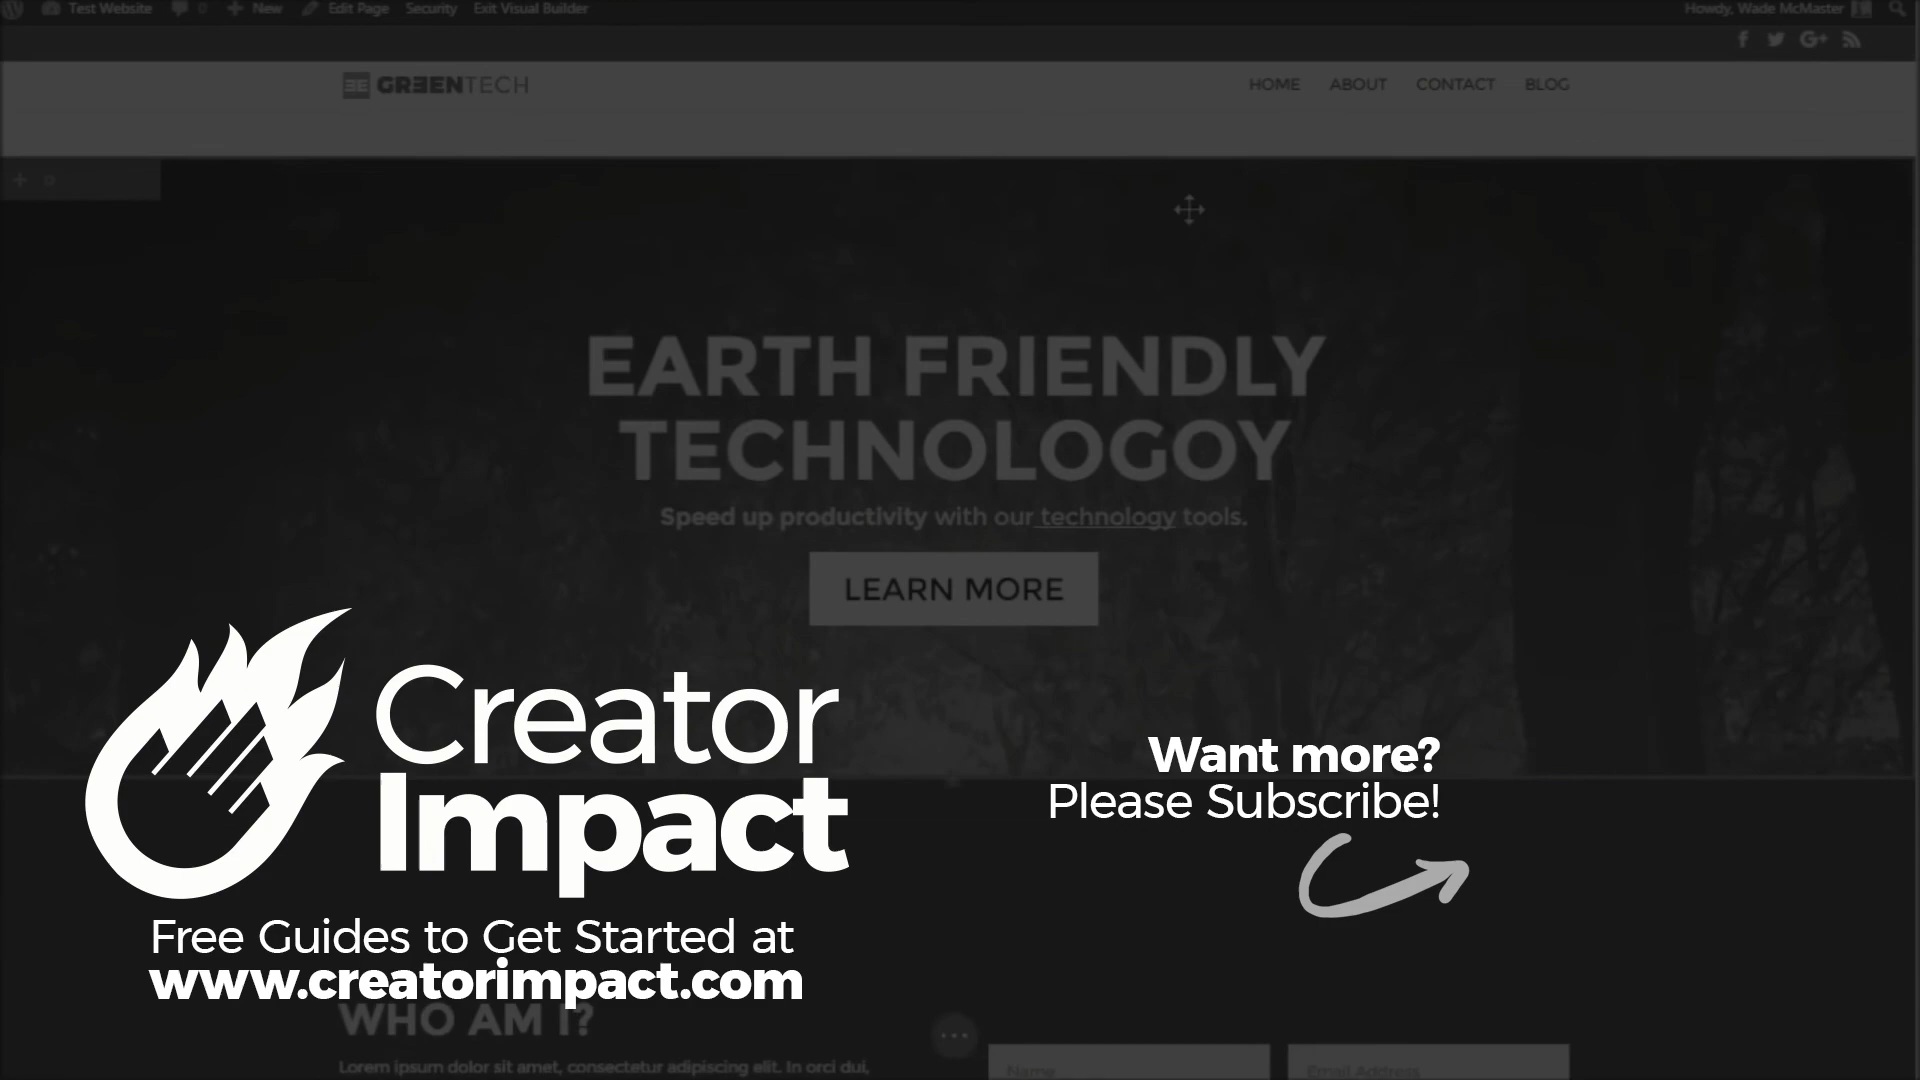 Test Website 0 New Edit Page Security Exit Visual Builder Howdy, Wade McMaster
GREENTECH HOME ABOUT CONTACT BLOG
EARTH FRIENDLY
TECHNOLOGOY
Speed up productivity with our technology tools.
LEARN MORE
Creator
Impact
Free Guides to Get Started at
www.creatorimpact.com
Want more?
Please Subscribe!
WHO AM I?
Lorem ipsum dolor sit amet, consectetur adipiscing elit. In orci dui,
Name Email Address